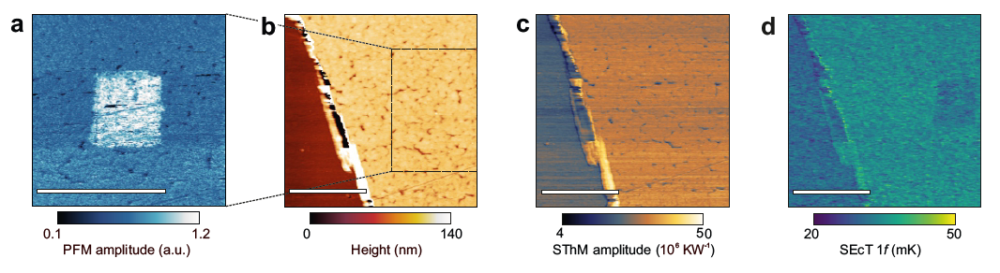 a
b
c
d
0.1 1.2
PFM amplitude (a.u.)
0 140
Height (nm)
4 50
SThM amplitude (10⁶ KW⁻¹)
20 50
SEcT 1f (mK)